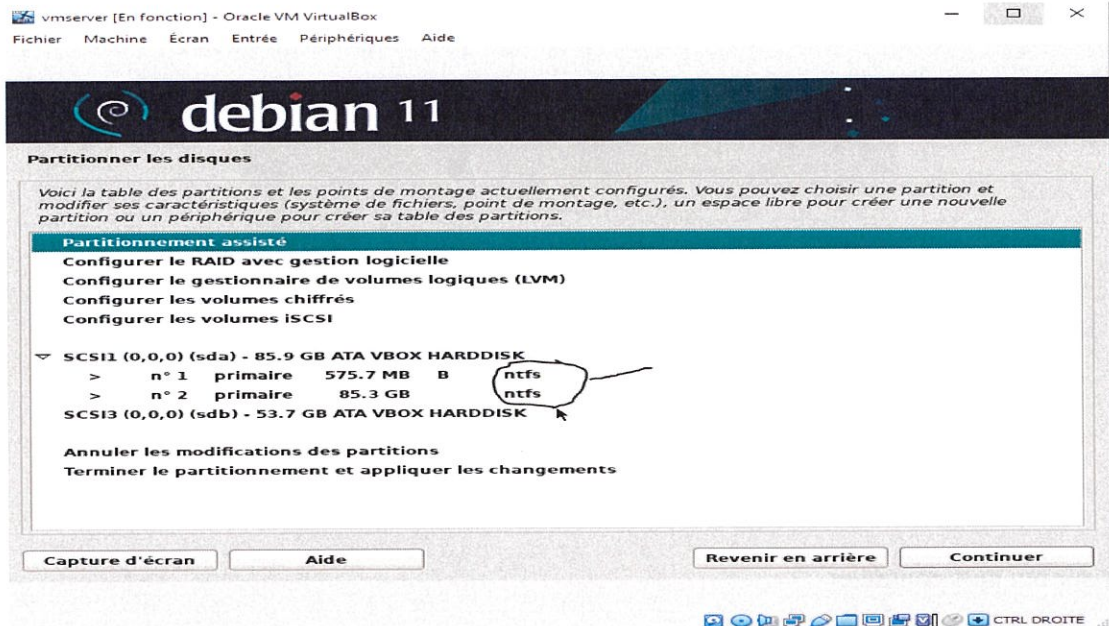 vmserver [En fonction] - Oracle VM VirtualBox
Fichier Machine Écran Entrée Périphériques Aide
debian 11
Partitionner les disques
Voici la table des partitions et les points de montage actuellement configurés. Vous pouvez choisir une partition et
modifier ses caractéristiques (système de fichiers, point de montage, etc.), un espace libre pour créer une nouvelle
partition ou un périphérique pour créer sa table des partitions.
Partitionnement assisté
Configurer le RAID avec gestion logicielle
Configurer le gestionnaire de volumes logiques (LVM)
Configurer les volumes chiffrés
Configurer les volumes iSCSI
SCSI1 (0,0,0) (sda) - 85.9 GB ATA VBOX HARDDISK
> n° 1 primaire 575.7 MB B ntfs
> n° 2 primaire 85.3 GB ntfs
SCSI3 (0,0,0) (sdb) - 53.7 GB ATA VBOX HARDDISK
Annuler les modifications des partitions
Terminer le partitionnement et appliquer les changements
Capture d'écran Aide Revenir en arrière Continuer
CTRL DROITE